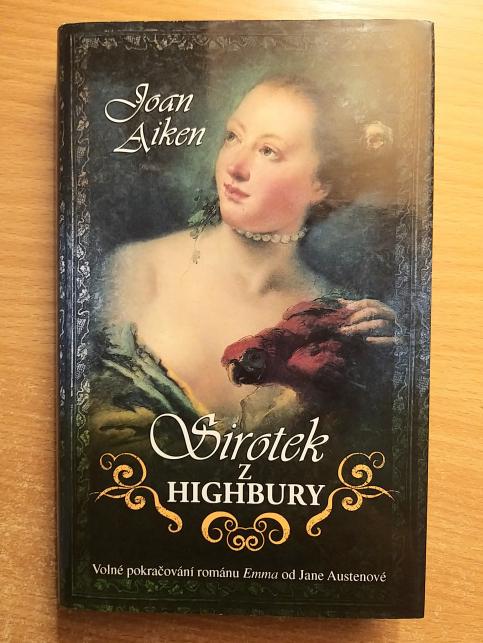 Joan
Aiken
Sirotek
Z
HIGHBURY
Volné pokračování románu Emma od Jane Austenové